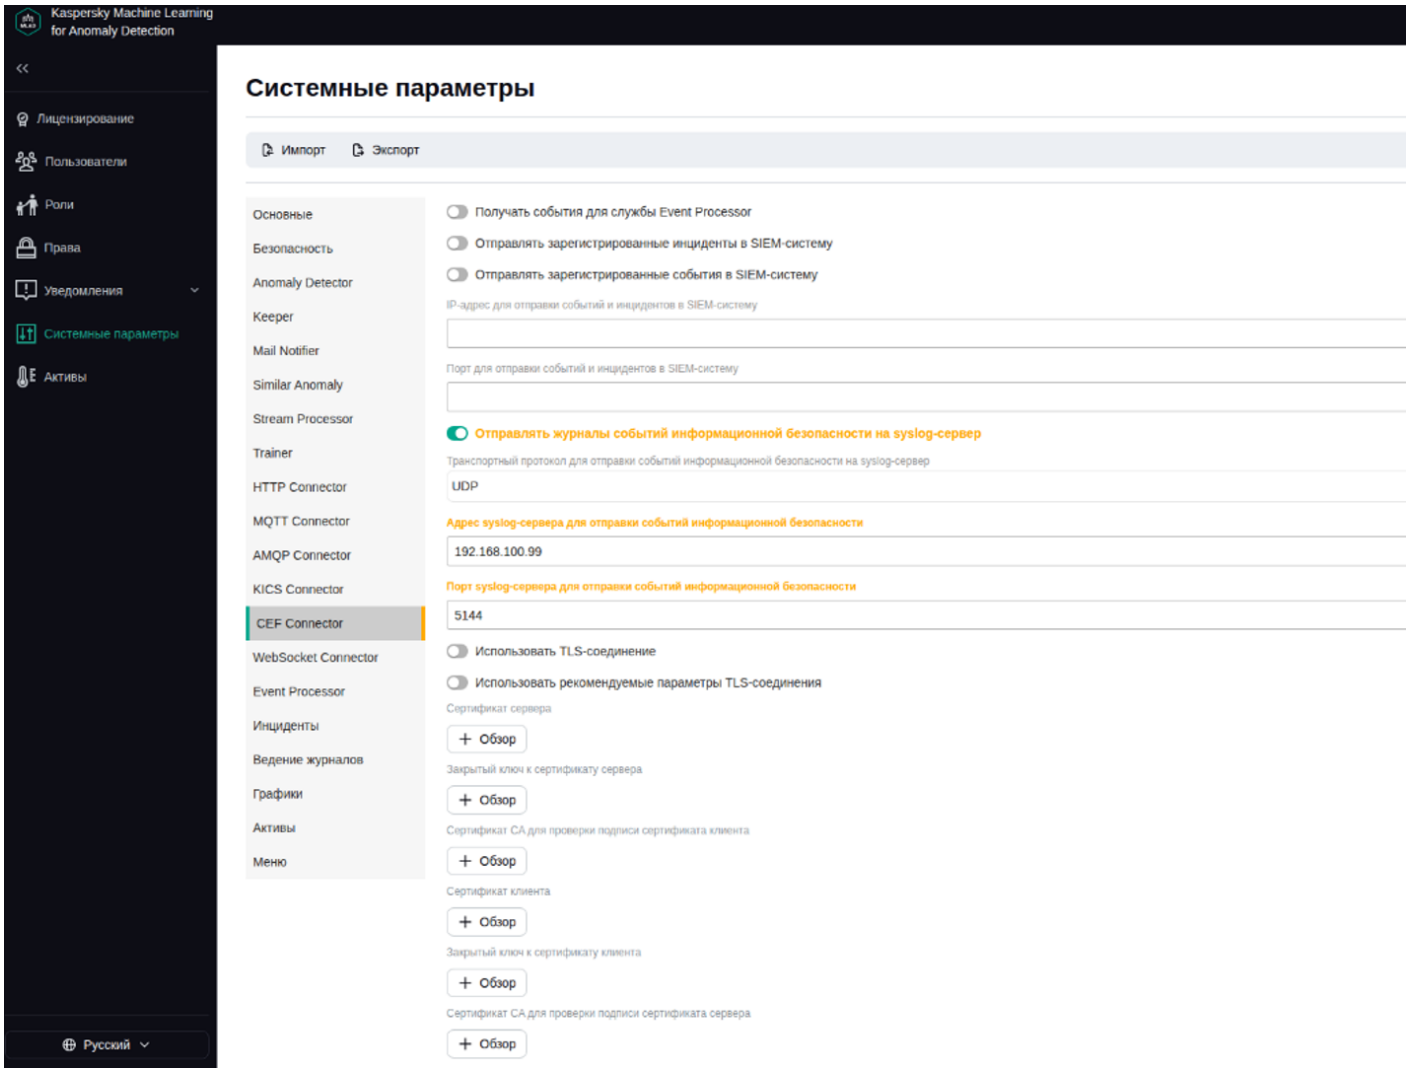 Kaspersky Machine Learning
for Anomaly Detection
MLAD
Лицензирование
Пользователи
Роли
Права
Уведомления
Системные параметры
Активы
Русский
Системные параметры
Импорт
Экспорт
Основные
Безопасность
Anomaly Detector
Keeper
Mail Notifier
Similar Anomaly
Stream Processor
Trainer
HTTP Connector
MQTT Connector
AMQP Connector
KICS Connector
CEF Connector
WebSocket Connector
Event Processor
Инциденты
Ведение журналов
Графики
Активы
Меню
Получать события для службы Event Processor
Отправлять зарегистрированные инциденты в SIEM-систему
Отправлять зарегистрированные события в SIEM-систему
IP-адрес для отправки событий и инцидентов в SIEM-систему
Порт для отправки событий и инцидентов в SIEM-систему
Отправлять журналы событий информационной безопасности на syslog-сервер
Транспортный протокол для отправки событий информационной безопасности на syslog-сервер
UDP
Адрес syslog-сервера для отправки событий информационной безопасности
192.168.100.99
Порт syslog-сервера для отправки событий информационной безопасности
5144
Использовать TLS-соединение
Использовать рекомендуемые параметры TLS-соединения
Сертификат сервера
+ Обзор
Закрытый ключ к сертификату сервера
+ Обзор
Сертификат CA для проверки подписи сертификата клиента
+ Обзор
Сертификат клиента
+ Обзор
Закрытый ключ к сертификату клиента
+ Обзор
Сертификат CA для проверки подписи сертификата сервера
+ Обзор